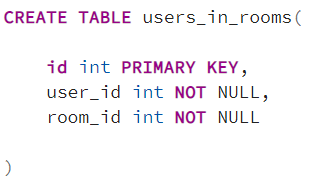 CREATE TABLE users_in_rooms(
id int PRIMARY KEY,
user_id int NOT NULL,
room_id int NOT NULL
)